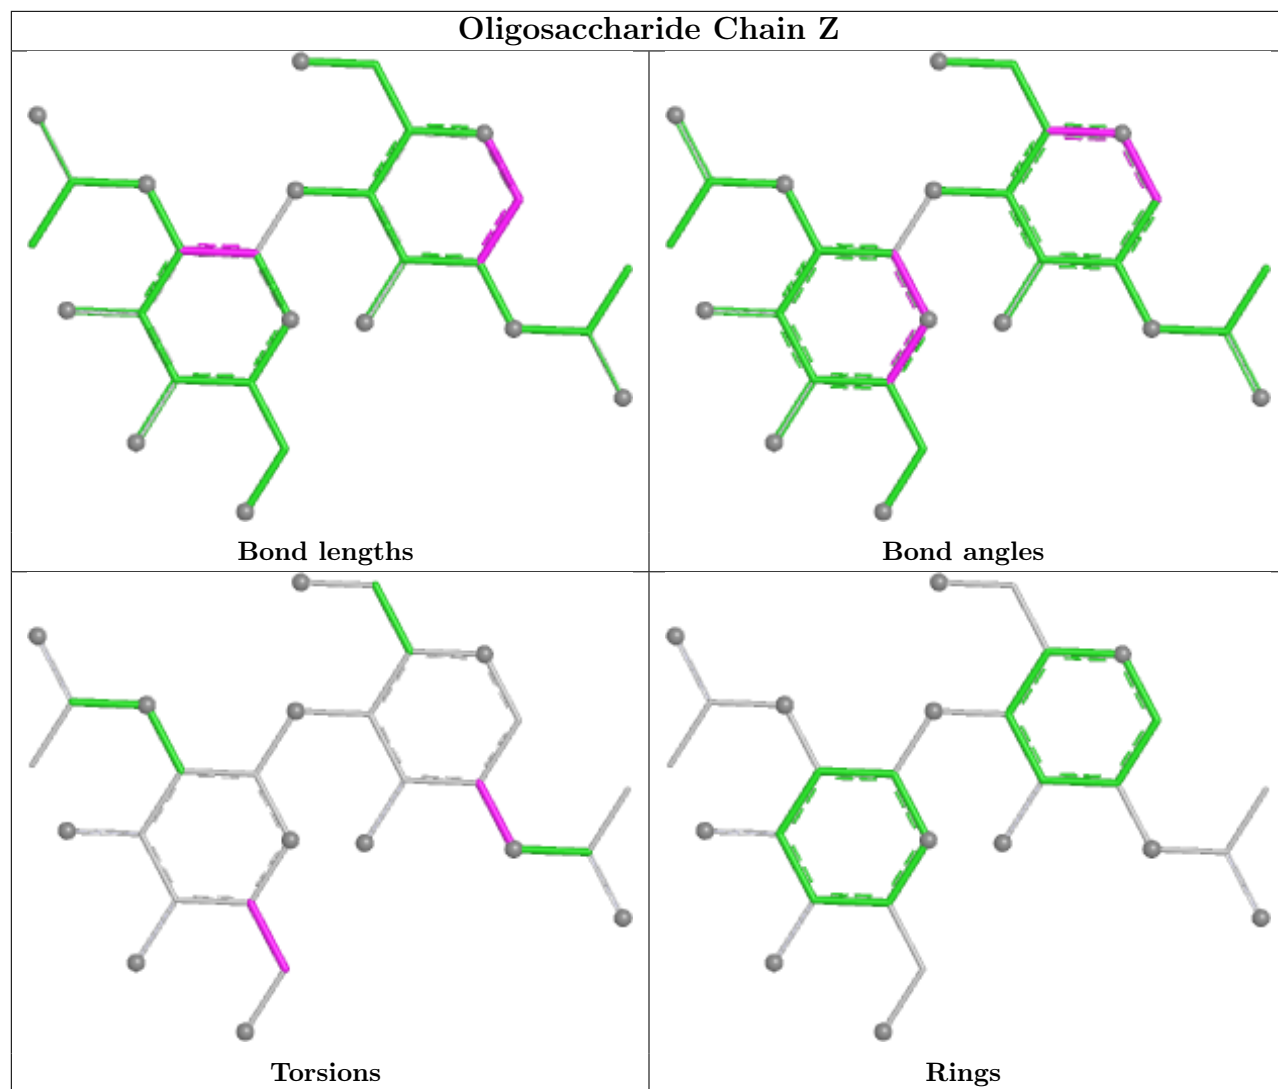 Oligosaccharide Chain Z
Bond lengths
Bond angles
Torsions
Rings